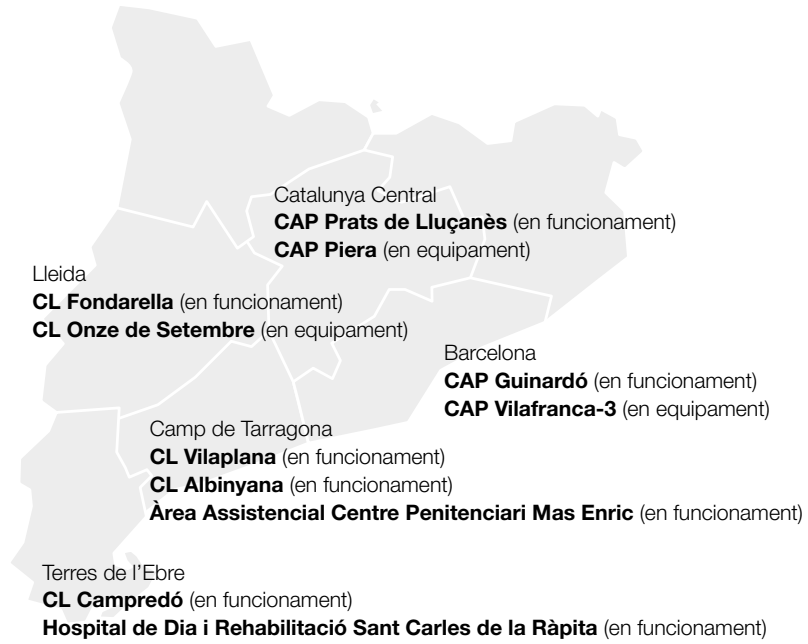 Catalunya Central
CAP Prats de Lluçanès (en funcionament)
CAP Piera (en equipament)
Lleida
CL Fondarella (en funcionament)
CL Onze de Setembre (en equipament)
Barcelona
CAP Guinardó (en funcionament)
CAP Vilafranca-3 (en equipament)
Camp de Tarragona
CL Vilaplana (en funcionament)
CL Albinyana (en funcionament)
Àrea Assistencial Centre Penitenciari Mas Enric (en funcionament)
Terres de l’Ebre
CL Campredó (en funcionament)
Hospital de Dia i Rehabilitació Sant Carles de la Ràpita (en funcionament)